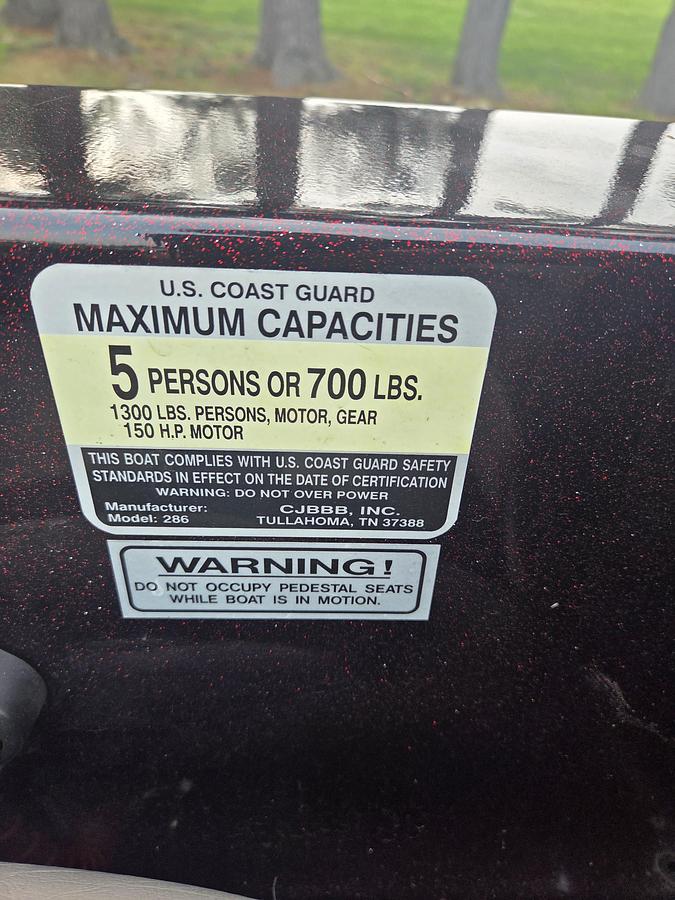 U.S. COAST GUARD
MAXIMUM CAPACITIES
5 PERSONS OR 700 LBS.
1300 LBS. PERSONS, MOTOR, GEAR
150 H.P. MOTOR
THIS BOAT COMPLIES WITH U.S. COAST GUARD SAFETY
STANDARDS IN EFFECT ON THE DATE OF CERTIFICATION
WARNING: DO NOT OVER POWER
Manufacturer: CJBBB, INC.
Model: 286 TULLAHOMA, TN 37388
WARNING!
DO NOT OCCUPY PEDESTAL SEATS
WHILE BOAT IS IN MOTION.